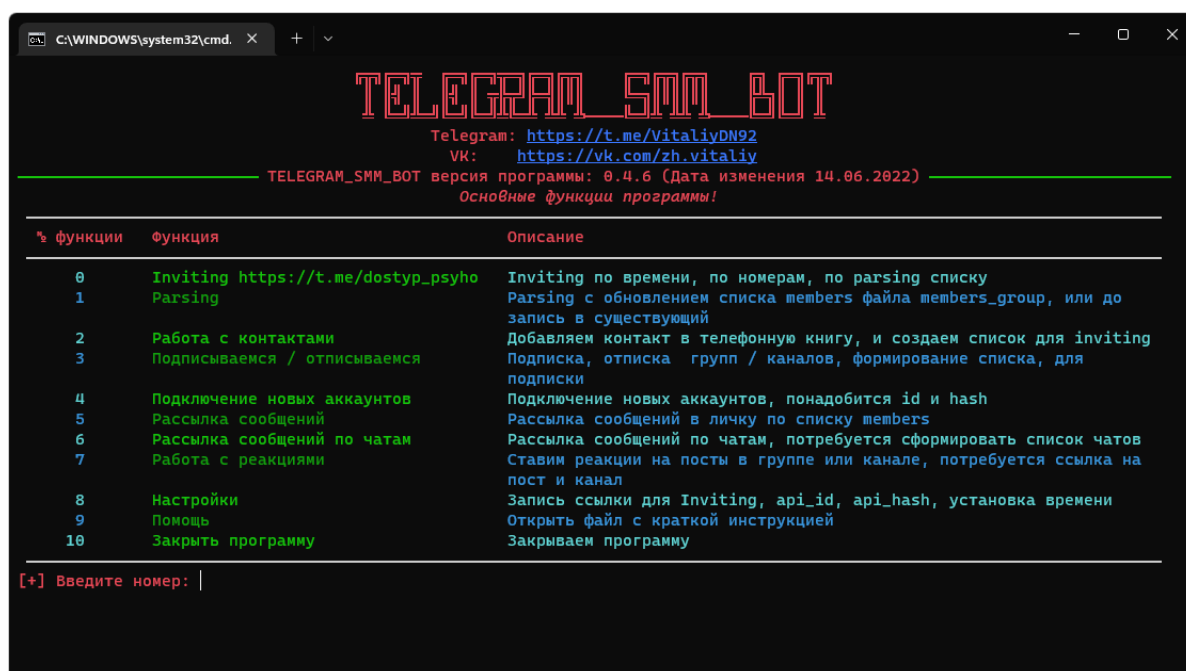 C:\WINDOWS\system32\cmd.
TELEGRAM_SMM_BOT
Telegram: https://t.me/VitaliyDN92
VK: https://vk.com/zh.vitaliy
TELEGRAM_SMM_BOT версия программы: 0.4.6 (Дата изменения 14.06.2022)
Основные функции программы!
№ функции Функция Описание
0 Inviting https://t.me/dostyp_psyho Inviting по времени, по номерам, по parsing списку
1 Parsing Parsing с обновлением списка members файла members_group, или до
запись в существующий
2 Работа с контактами Добавляем контакт в телефонную книгу, и создаем список для inviting
3 Подписываемся / отписываемся Подписка, отписка групп / каналов, формирование списка, для
подписки
4 Подключение новых аккаунтов Подключение новых аккаунтов, понадобится id и hash
5 Рассылка сообщений Рассылка сообщений в личку по списку members
6 Рассылка сообщений по чатам Рассылка сообщений по чатам, потребуется сформировать список чатов
7 Работа с реакциями Ставим реакции на посты в группе или канале, потребуется ссылка на
пост и канал
8 Настройки Запись ссылки для Inviting, api_id, api_hash, установка времени
9 Помощь Открыть файл с краткой инструкцией
10 Закрыть программу Закрываем программу
[+] Введите номер: